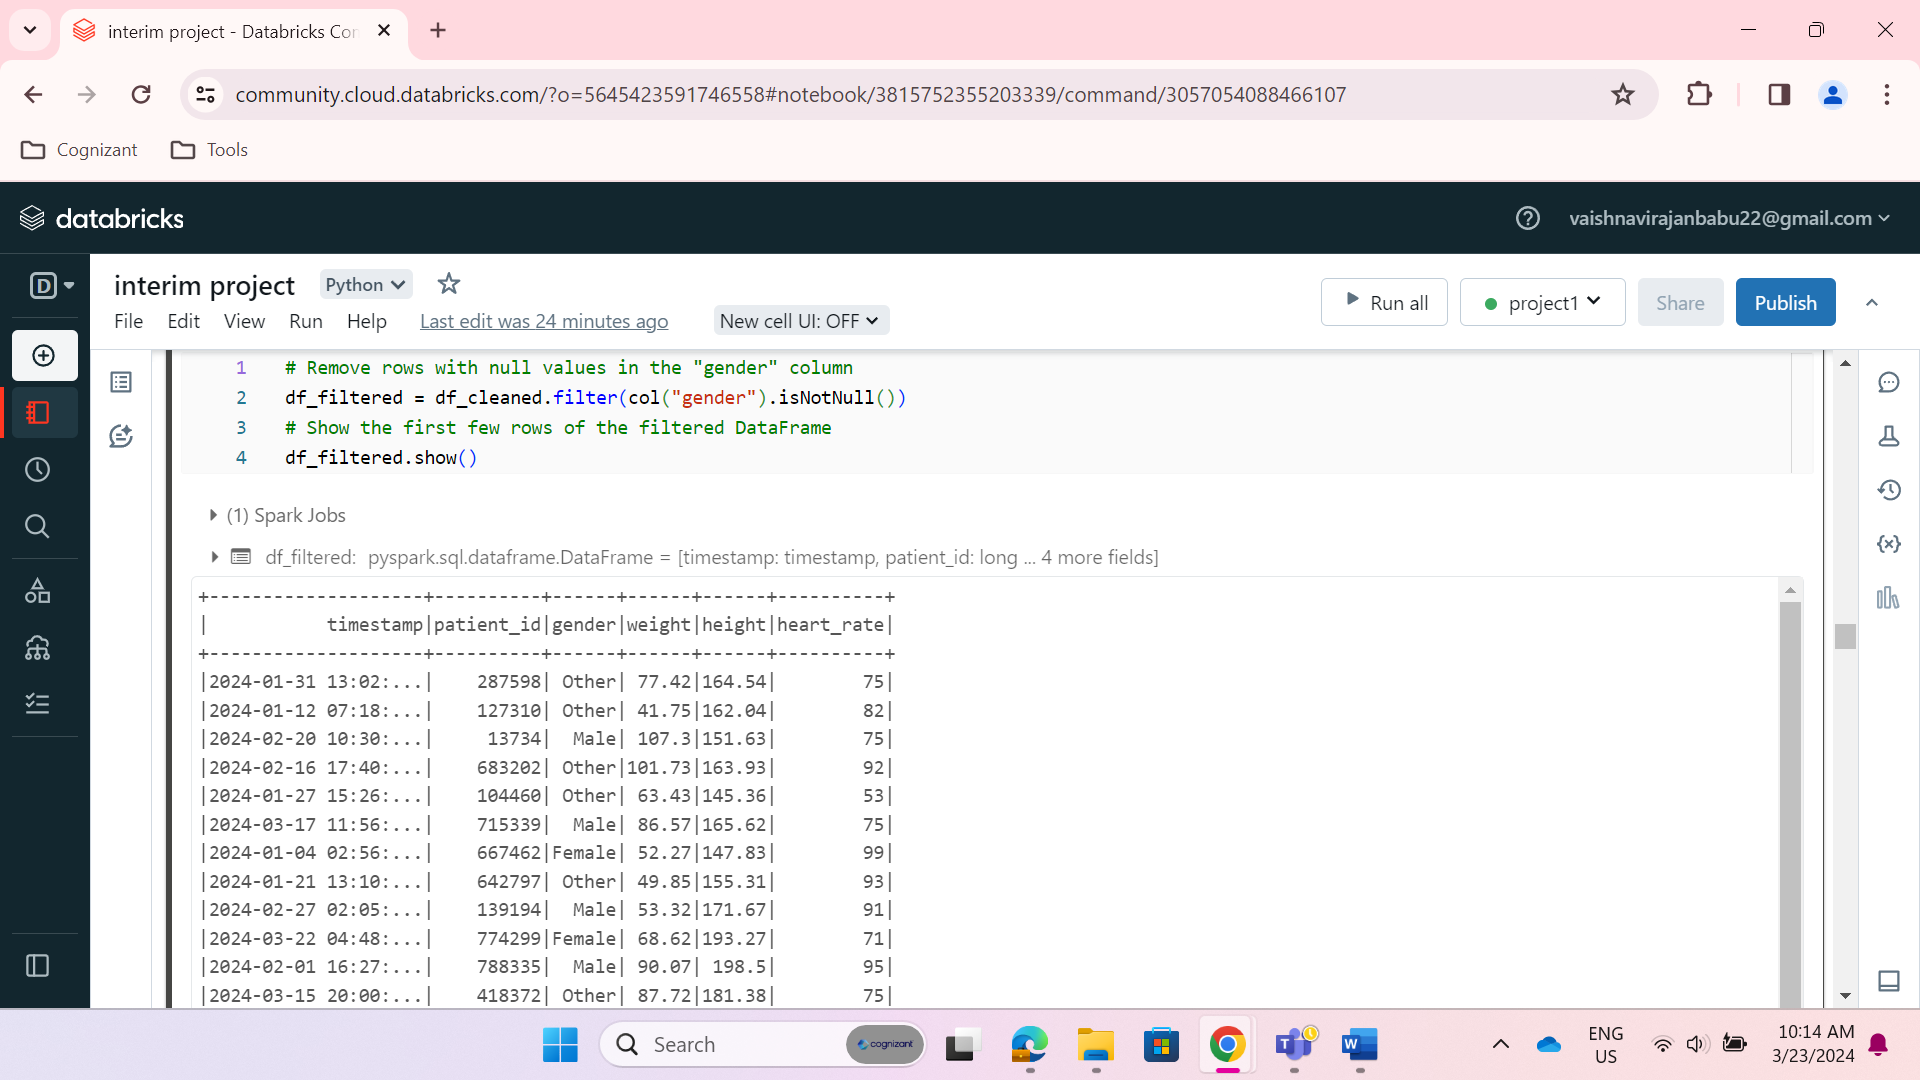 interim project - Databricks Con
community.cloud.databricks.com/?o=5645423591746558#notebook/3815752355203339/command/3057054088466107
Cognizant Tools
databricks vaishnavirajanbabu22@gmail.com
D
interim project Python Run all project1 Share Publish
File Edit View Run Help Last edit was 24 minutes ago New cell UI: OFF
1 # Remove rows with null values in the "gender" column
2 df_filtered = df_cleaned.filter(col("gender").isNotNull())
3 # Show the first few rows of the filtered DataFrame
4 df_filtered.show()
(1) Spark Jobs
df_filtered: pyspark.sql.dataframe.DataFrame = [timestamp: timestamp, patient_id: long ... 4 more fields]
+--------------------+----------+------+------+------+----------+
|           timestamp|patient_id|gender|weight|height|heart_rate|
+--------------------+----------+------+------+------+----------+
|2024-01-31 13:02:...|    287598| Other| 77.42|164.54|        75|
|2024-01-12 07:18:...|    127310| Other| 41.75|162.04|        82|
|2024-02-20 10:30:...|     13734|  Male| 107.3|151.63|        75|
|2024-02-16 17:40:...|    683202| Other|101.73|163.93|        92|
|2024-01-27 15:26:...|    104460| Other| 63.43|145.36|        53|
|2024-03-17 11:56:...|    715339|  Male| 86.57|165.62|        75|
|2024-01-04 02:56:...|    667462|Female| 52.27|147.83|        99|
|2024-01-21 13:10:...|    642797| Other| 49.85|155.31|        93|
|2024-02-27 02:05:...|    139194|  Male| 53.32|171.67|        91|
|2024-03-22 04:48:...|    774299|Female| 68.62|193.27|        71|
|2024-02-01 16:27:...|    788335|  Male| 90.07| 198.5|        95|
|2024-03-15 20:00:...|    418372| Other| 87.72|181.38|        75|
Search cognizant ENG 10:14 AM
US 3/23/2024